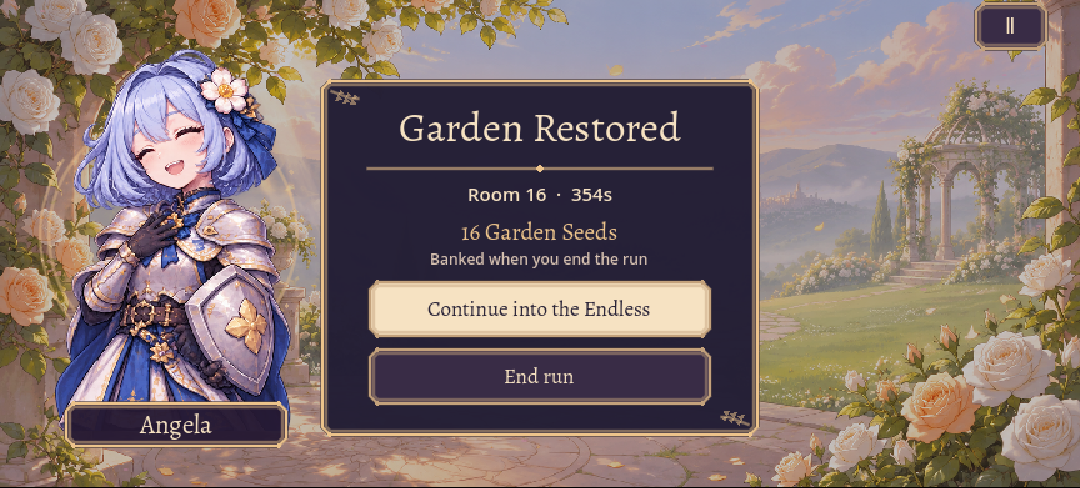 Garden Restored
Room 16 · 354s
16 Garden Seeds
Banked when you end the run
Continue into the Endless
End run
Angela